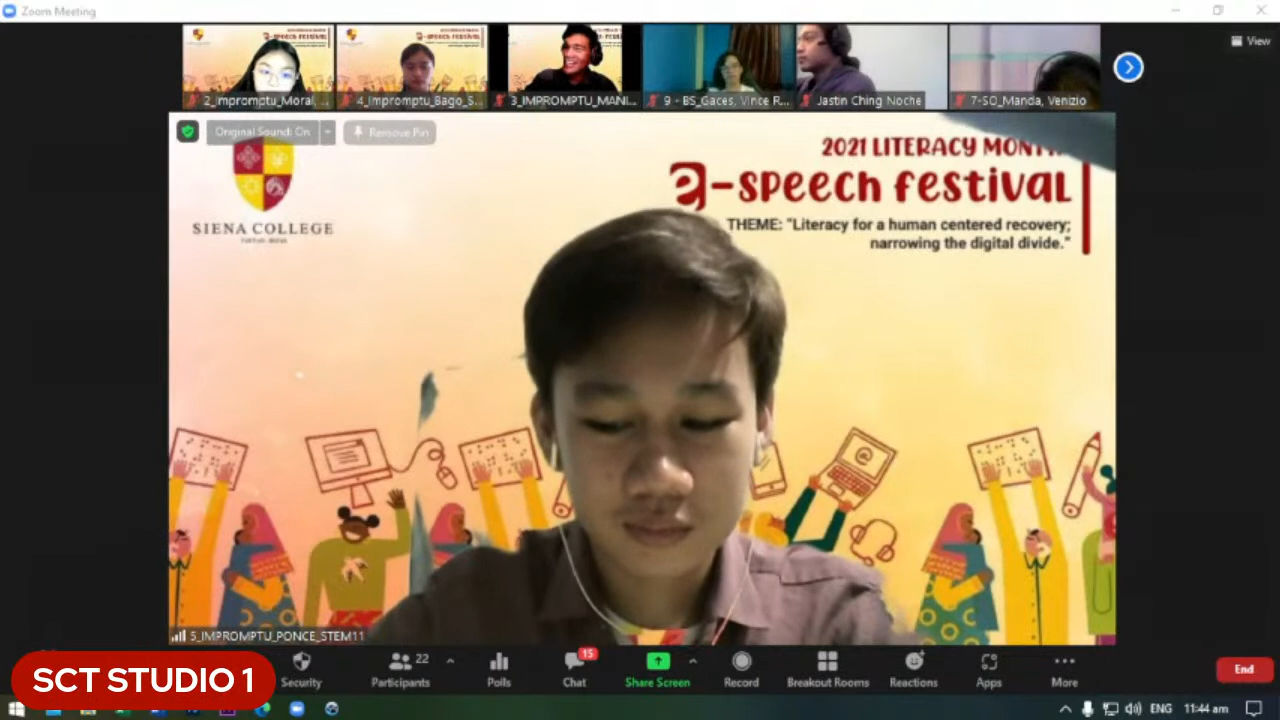 Zoom Meeting
View
2_Impromptu_Moral, ...
4_Impromptu_Bago_S...
3_IMPROMPTU_MANI...
9 - BS_Gaces, Vince R...
Jastin Ching Noche
7-SO_Manda, Venizio
Original Sound: On
Remove Pin
SIENA COLLEGE
2021 LITERACY
-SPEECH FESTIVAL
THEME: "Literacy for a human centered recovery;
narrowing the digital divide."
5_IMPROMPTU_PONCE_STEM11
SCT STUDIO 1
Security
Participants
22
Polls
Chat
15
Share Screen
Record
Breakout Rooms
Reactions
Apps
More
End
ENG
11:44 am